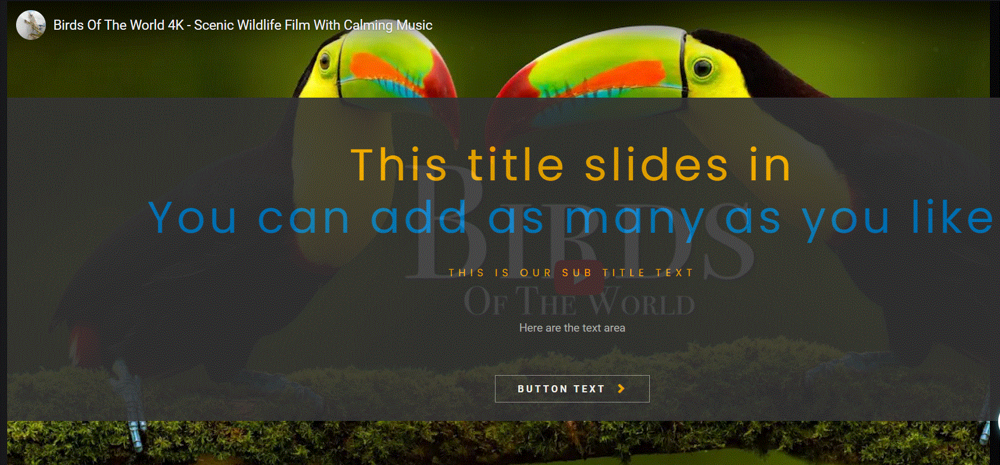 Birds Of The World 4K - Scenic Wildlife Film With Calming Music
This title slides in
You can add as many as you like
BIRDS
THIS IS OUR SUB TITLE TEXT
OF THE WORLD
Here are the text area
BUTTON TEXT